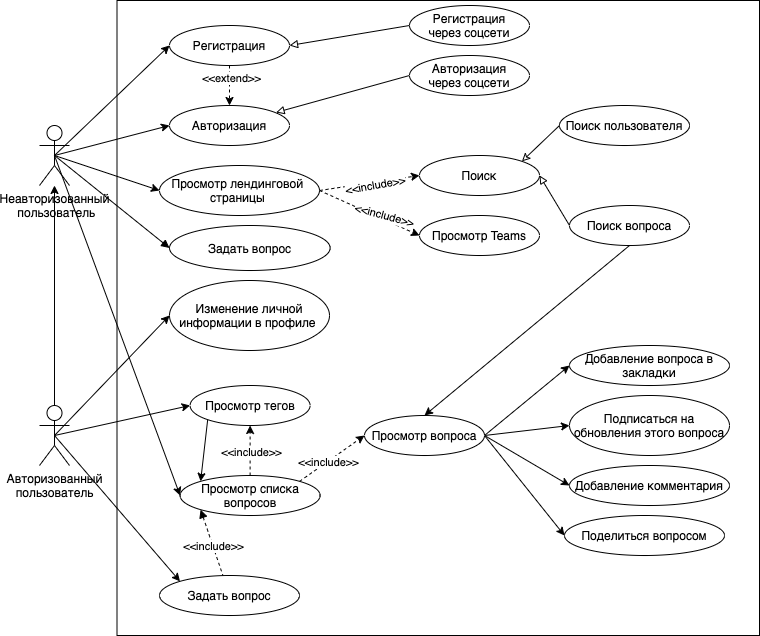 Регистрация
через соцсети
Регистрация
<<extend>>
Авторизация
через соцсети
Авторизация
Поиск пользователя
Неавторизованный
пользователь
Просмотр лендинговой
страницы
<<include>>
Поиск
<<include>>
Просмотр Teams
Поиск вопроса
Задать вопрос
Изменение личной
информации в профиле
Добавление вопроса в
закладки
Просмотр тегов
Подписаться на
обновления этого вопроса
Просмотр вопроса
<<include>>
<<include>>
Авторизованный
пользователь
Просмотр списка
вопросов
Добавление комментария
Поделиться вопросом
<<include>>
Задать вопрос